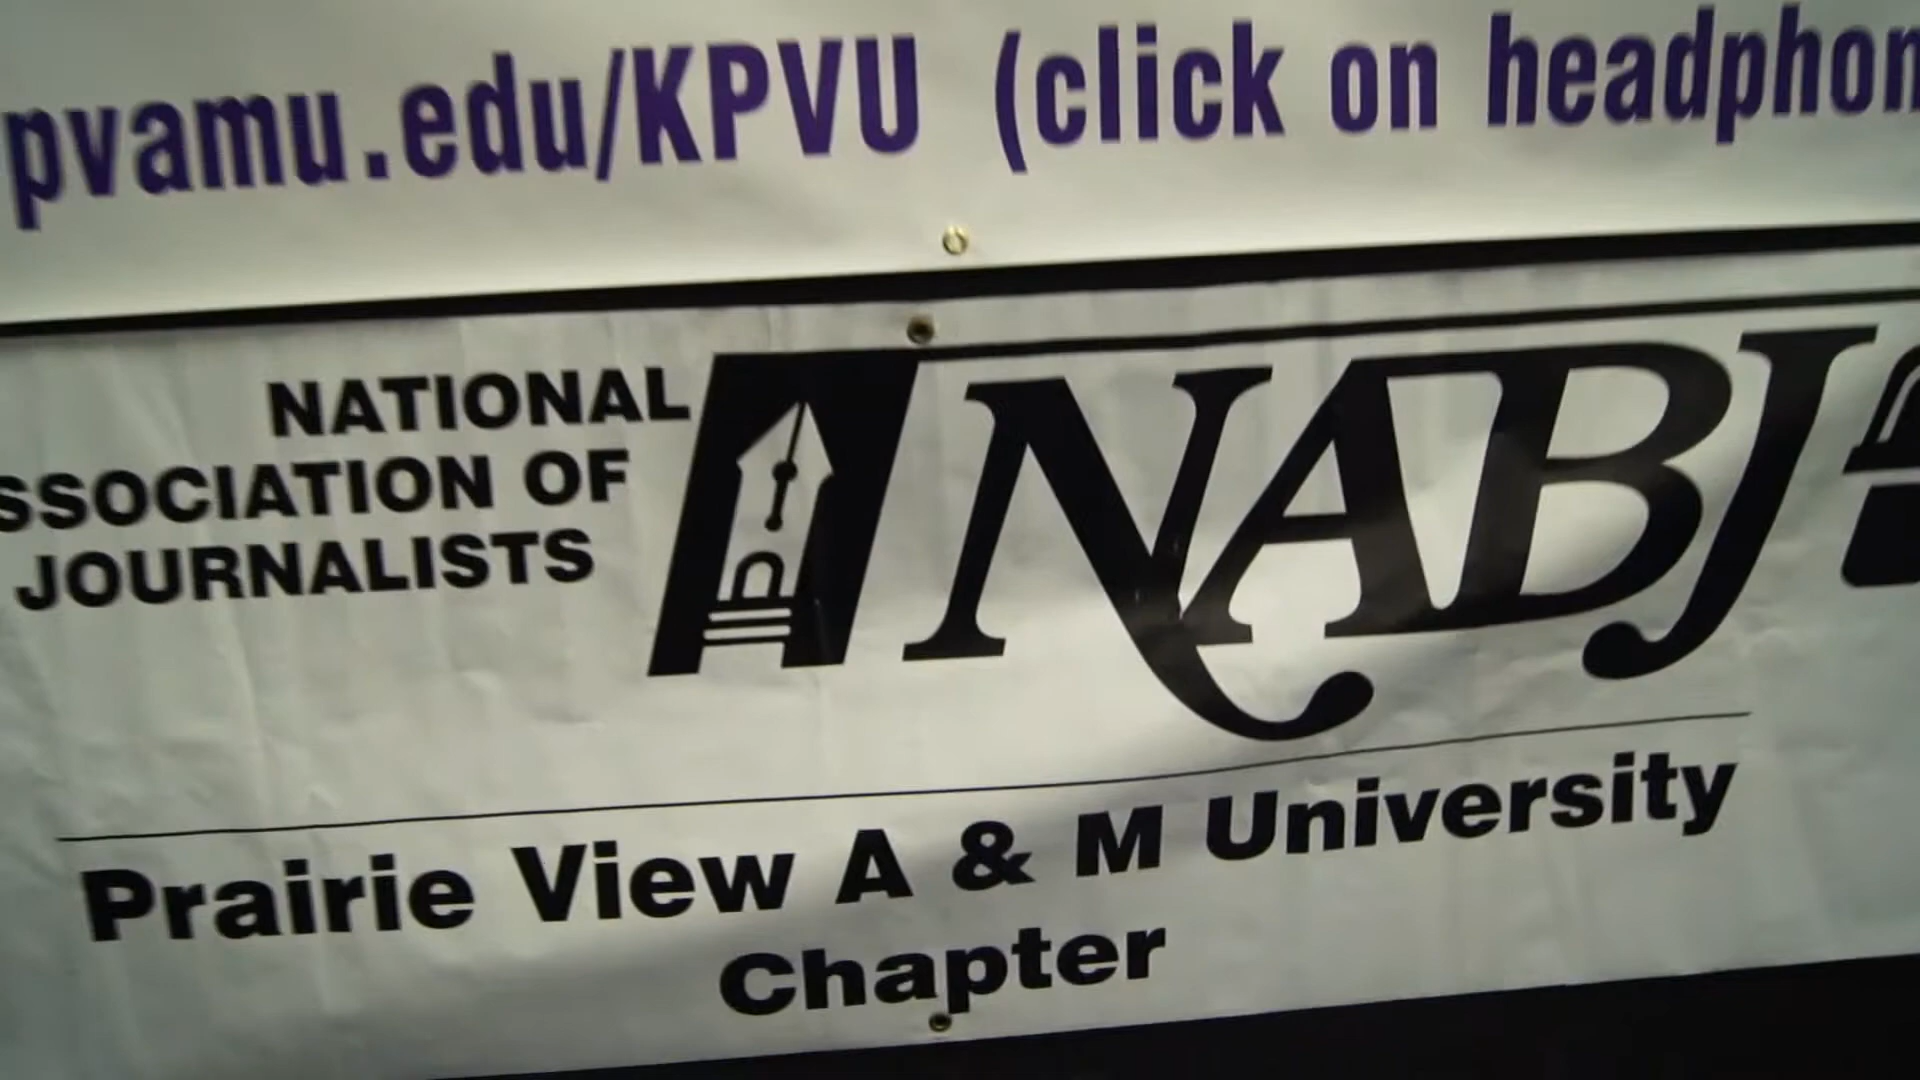 pvamu.edu/KPVU (click on headphon
NATIONAL
SSOCIATION OF
JOURNALISTS
NABJ
Prairie View A & M University
Chapter